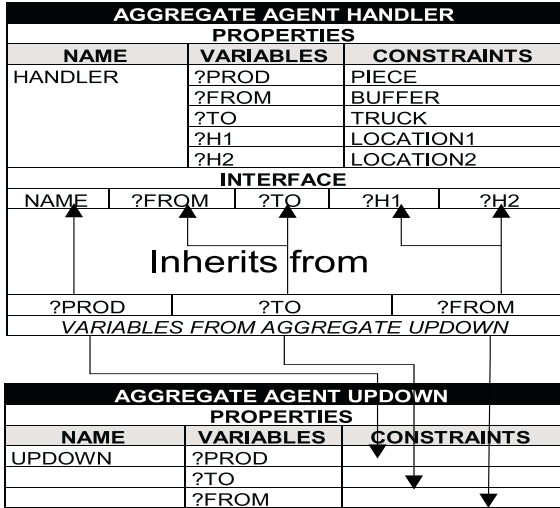 AGGREGATE AGENT HANDLER
PROPERTIES
NAME VARIABLES CONSTRAINTS
HANDLER ?PROD PIECE
?FROM BUFFER
?TO TRUCK
?H1 LOCATION1
?H2 LOCATION2
INTERFACE
NAME ?FROM ?TO ?H1 ?H2
Inherits from
?PROD ?TO ?FROM
VARIABLES FROM AGGREGATE UPDOWN
AGGREGATE AGENT UPDOWN
PROPERTIES
NAME VARIABLES CONSTRAINTS
UPDOWN ?PROD
?TO
?FROM